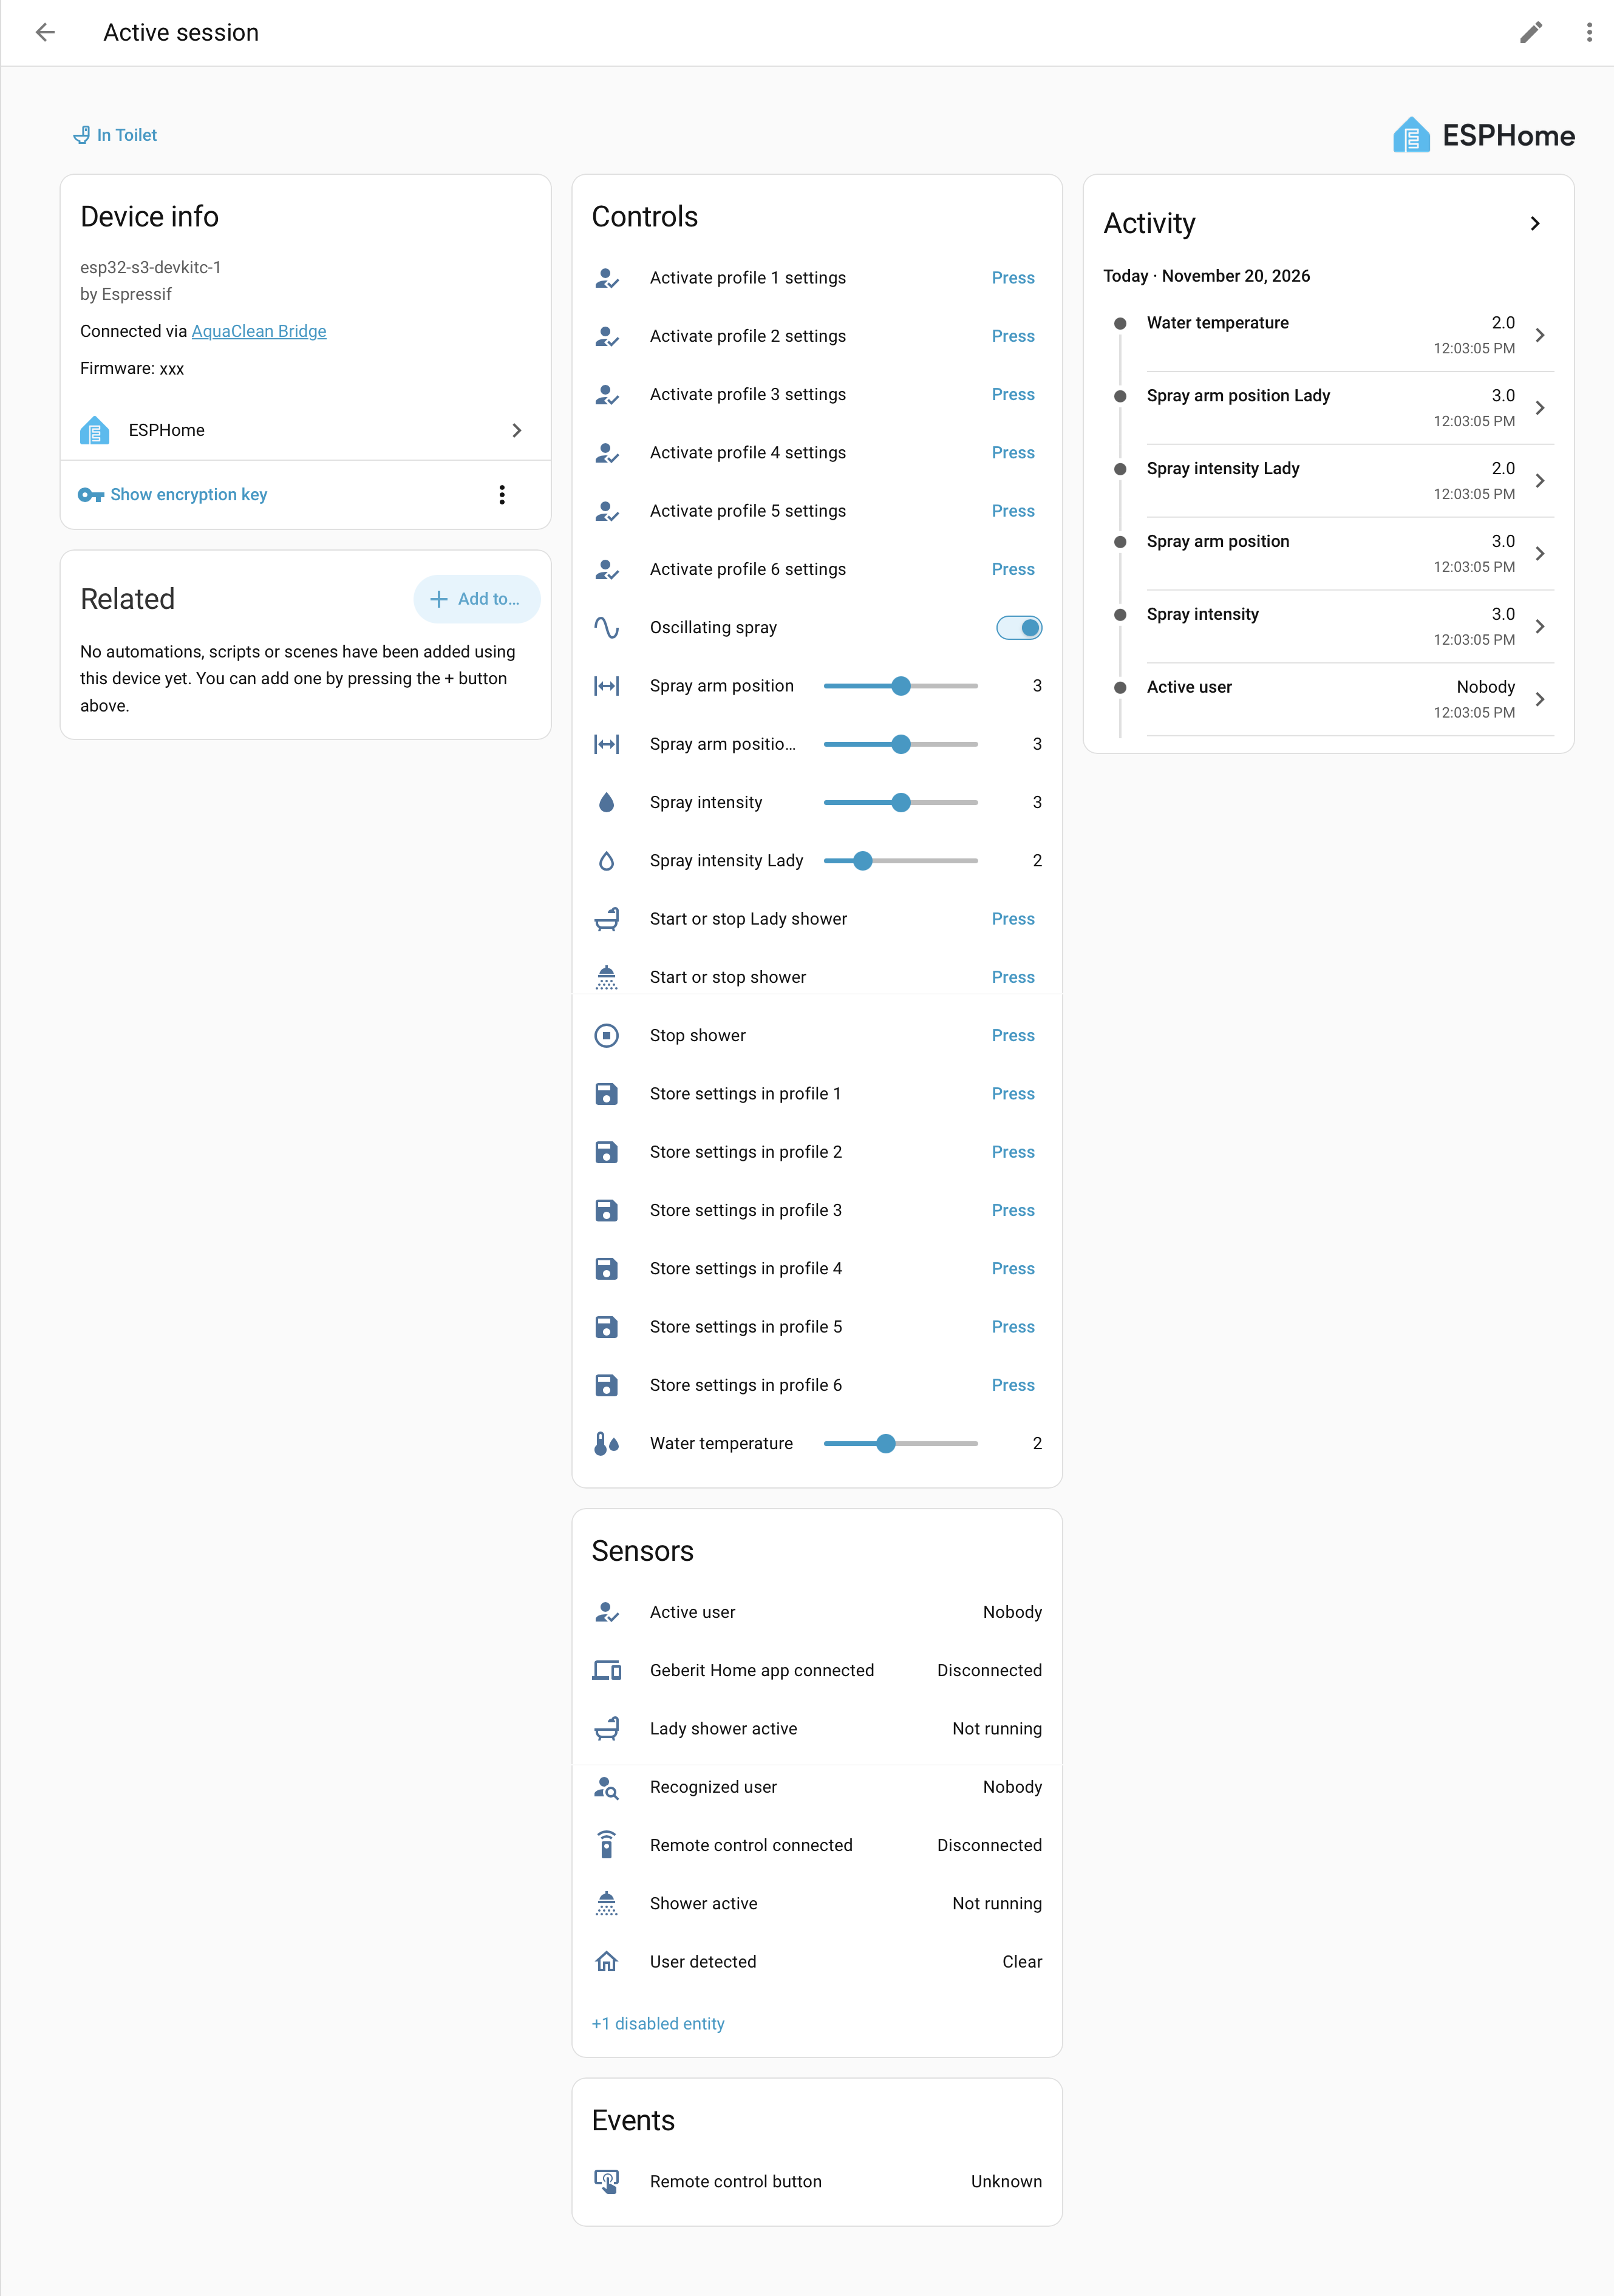 Active session
In Toilet
ESPHome
Device info
esp32-s3-devkitc-1
by Espressif
Connected via AquaClean Bridge
Firmware: xxx
ESPHome
Show encryption key
Related
Add to...
No automations, scripts or scenes have been added using
this device yet. You can add one by pressing the + button
above.
Controls
Activate profile 1 settings Press
Activate profile 2 settings Press
Activate profile 3 settings Press
Activate profile 4 settings Press
Activate profile 5 settings Press
Activate profile 6 settings Press
Oscillating spray
Spray arm position 3
Spray arm positio... 3
Spray intensity 3
Spray intensity Lady 2
Start or stop Lady shower Press
Start or stop shower Press
Stop shower Press
Store settings in profile 1 Press
Store settings in profile 2 Press
Store settings in profile 3 Press
Store settings in profile 4 Press
Store settings in profile 5 Press
Store settings in profile 6 Press
Water temperature 2
Sensors
Active user Nobody
Geberit Home app connected Disconnected
Lady shower active Not running
Recognized user Nobody
Remote control connected Disconnected
Shower active Not running
User detected Clear
+1 disabled entity
Events
Remote control button Unknown
Activity
Today · November 20, 2026
Water temperature 2.0
12:03:05 PM
Spray arm position Lady 3.0
12:03:05 PM
Spray intensity Lady 2.0
12:03:05 PM
Spray arm position 3.0
12:03:05 PM
Spray intensity 3.0
12:03:05 PM
Active user Nobody
12:03:05 PM